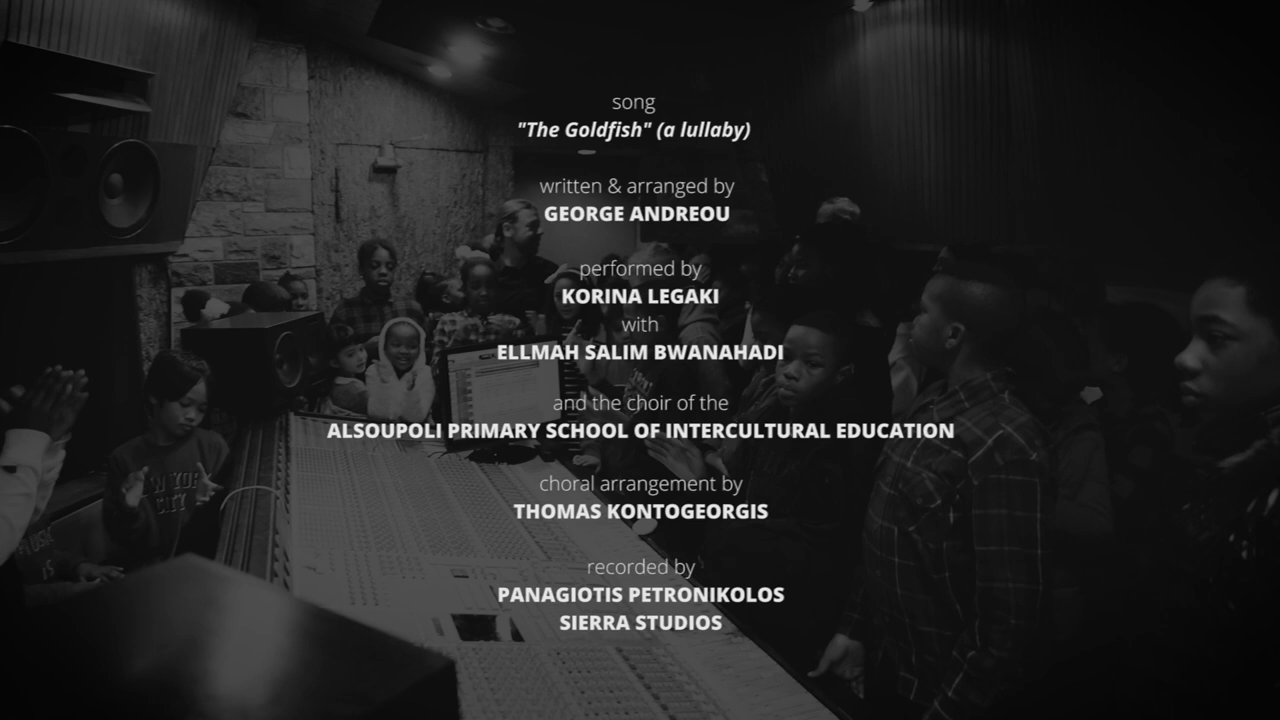 song
"The Goldfish" (a lullaby)
written & arranged by
GEORGE ANDREOU
performed by
KORINA LEGAKI
with
ELLMAH SALIM BWANAHADI
and the choir of the
ALSOUPOLI PRIMARY SCHOOL OF INTERCULTURAL EDUCATION
choral arrangement by
THOMAS KONTOGEORGIS
recorded by
PANAGIOTIS PETRONIKOLOS
SIERRA STUDIOS
CITY